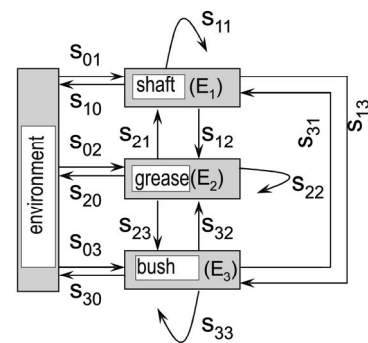 S11
S01
shaft (E1)
S10
S13
S31
S21
S12
S02
environment
grease (E2)
S20
S22
S23
S32
S03
bush (E3)
S30
S33